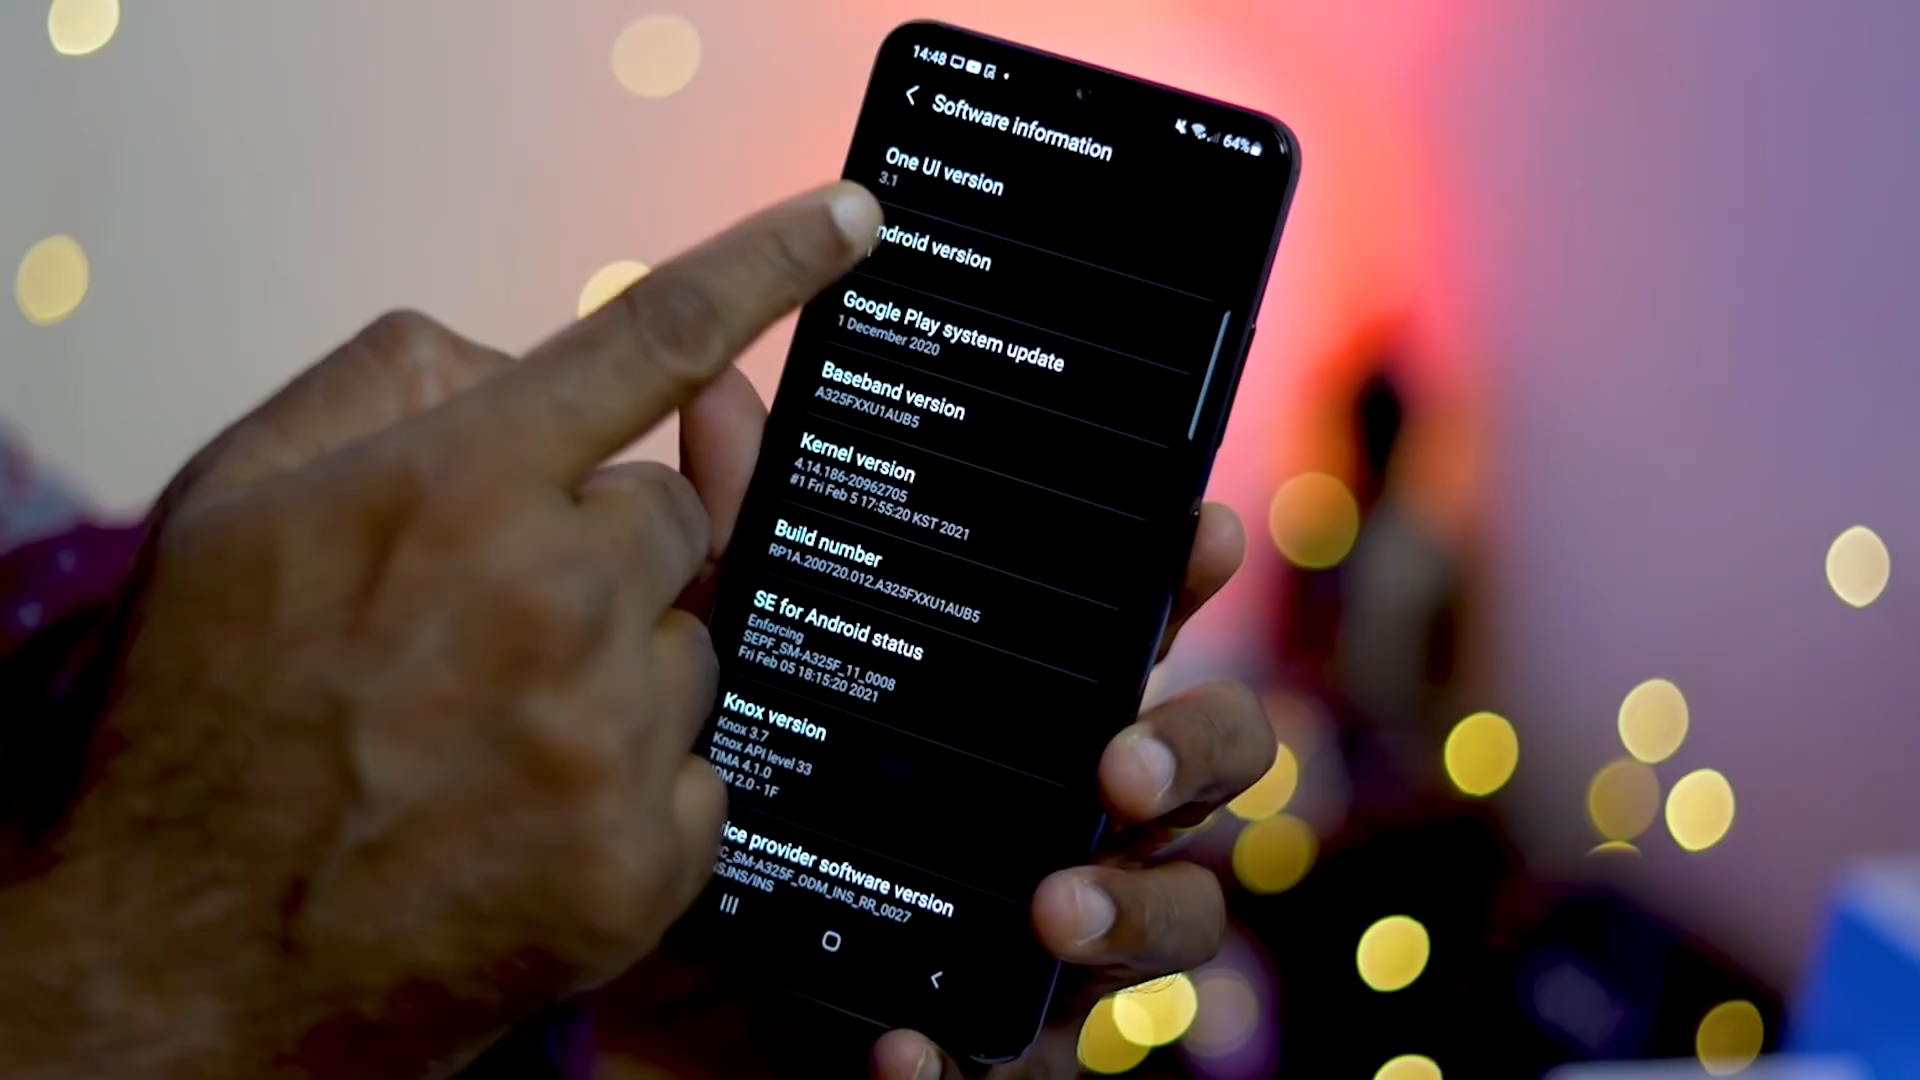 14:48
64%
Software information
One UI version
3.1
ndroid version
Google Play system update
1 December 2020
Baseband version
A325FXXU1AUB5
Kernel version
4.14.186-20962705
#1 Fri Feb 5 17:55:20 KST 2021
Build number
RP1A.200720.012.A325FXXU1AUB5
SE for Android status
Enforcing
SEPF_SM-A325F_11_0008
Fri Feb 05 18:15:20 2021
Knox version
Knox 3.7
Knox API level 33
TIMA 4.1.0
DM 2.0 - 1F
ice provider software version
C_SM-A325F_ODM_INS_RR_0027
S.INS/INS